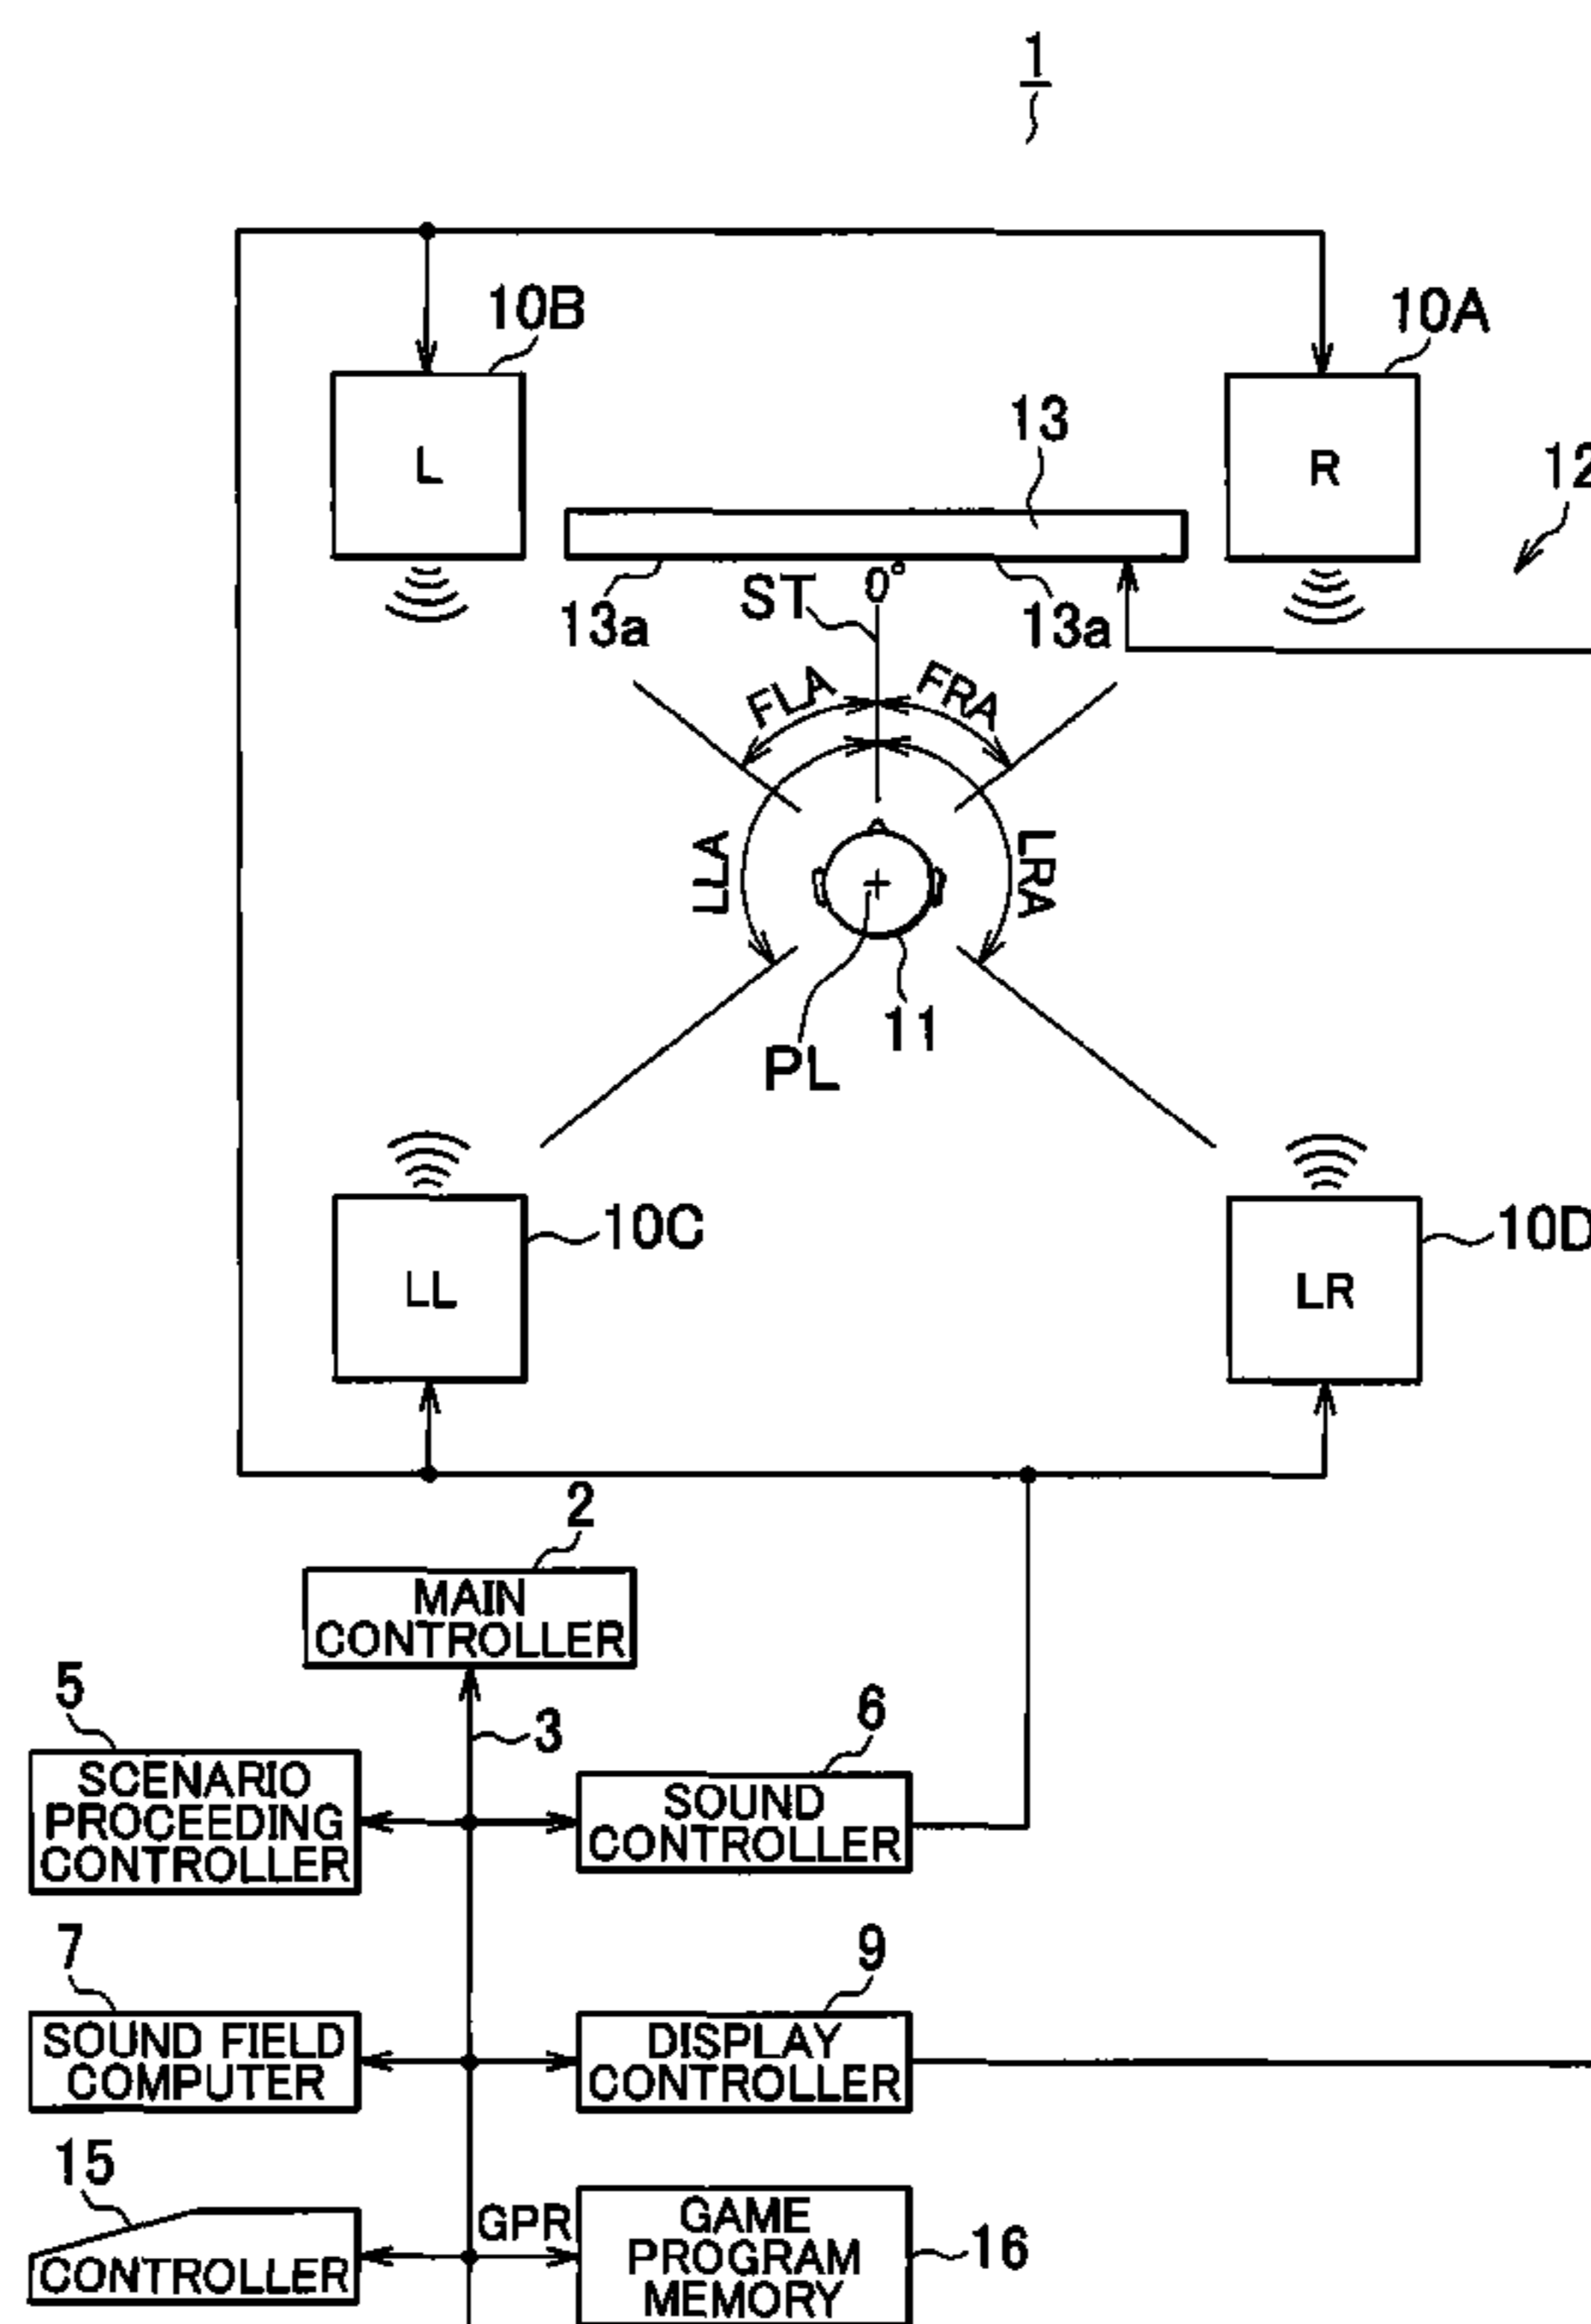 1
10B
10A
L
R
13
12
13a
ST
0°
13a
FLA
FRA
LLA
LRA
11
PL
10C
10D
LL
LR
2
MAIN
CONTROLLER
5
3
6
SCENARIO
PROCEEDING
CONTROLLER
SOUND
CONTROLLER
7
9
SOUND FIELD
COMPUTER
DISPLAY
CONTROLLER
15
GPR
CONTROLLER
GAME
PROGRAM
MEMORY
16